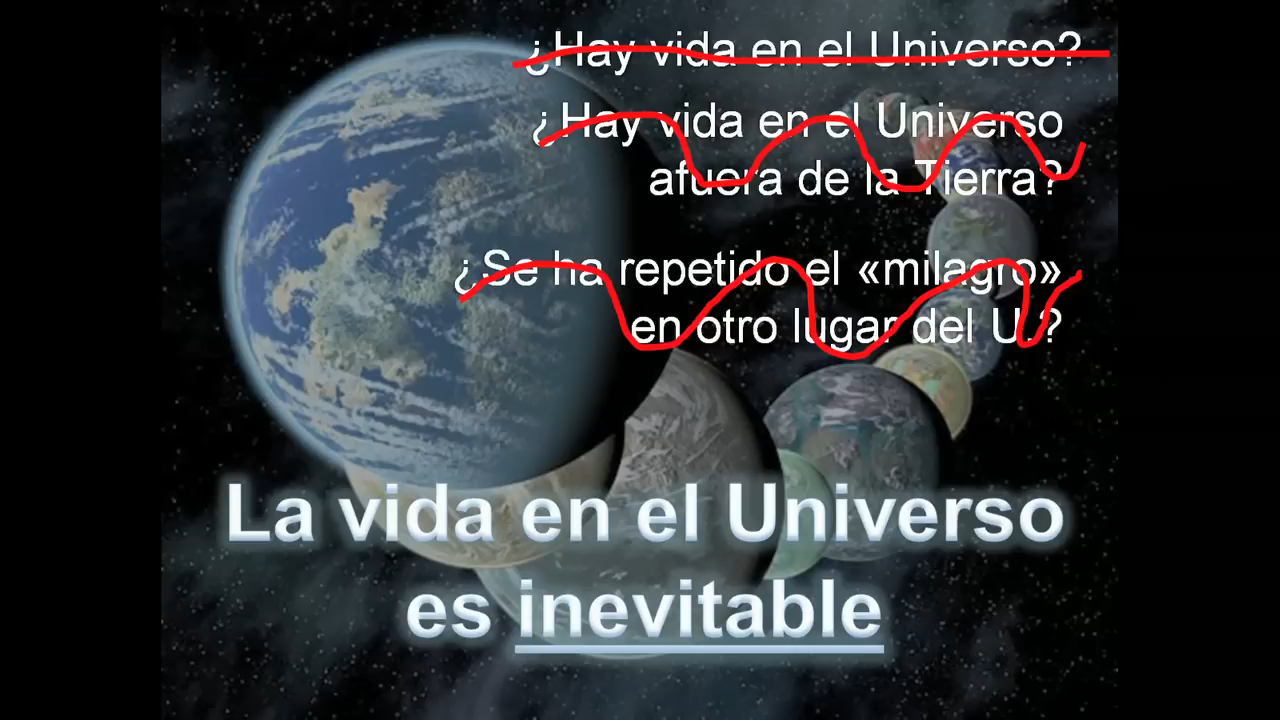 ¿Hay vida en el Universo?
¿Hay vida en el Universo
afuera de la Tierra?
¿Se ha repetido el «milagro»
en otro lugar del U.?
La vida en el Universo
es inevitable